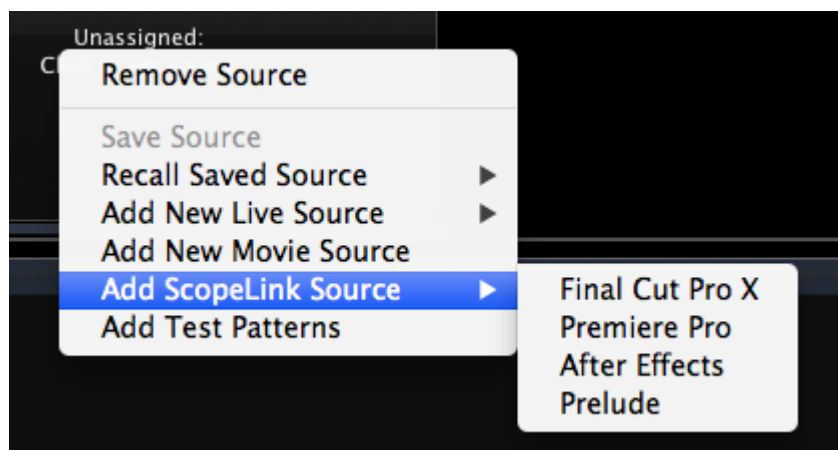 Unassigned:
Remove Source
Save Source
Recall Saved Source
Add New Live Source
Add New Movie Source
Add ScopeLink Source
Add Test Patterns
Final Cut Pro X
Premiere Pro
After Effects
Prelude